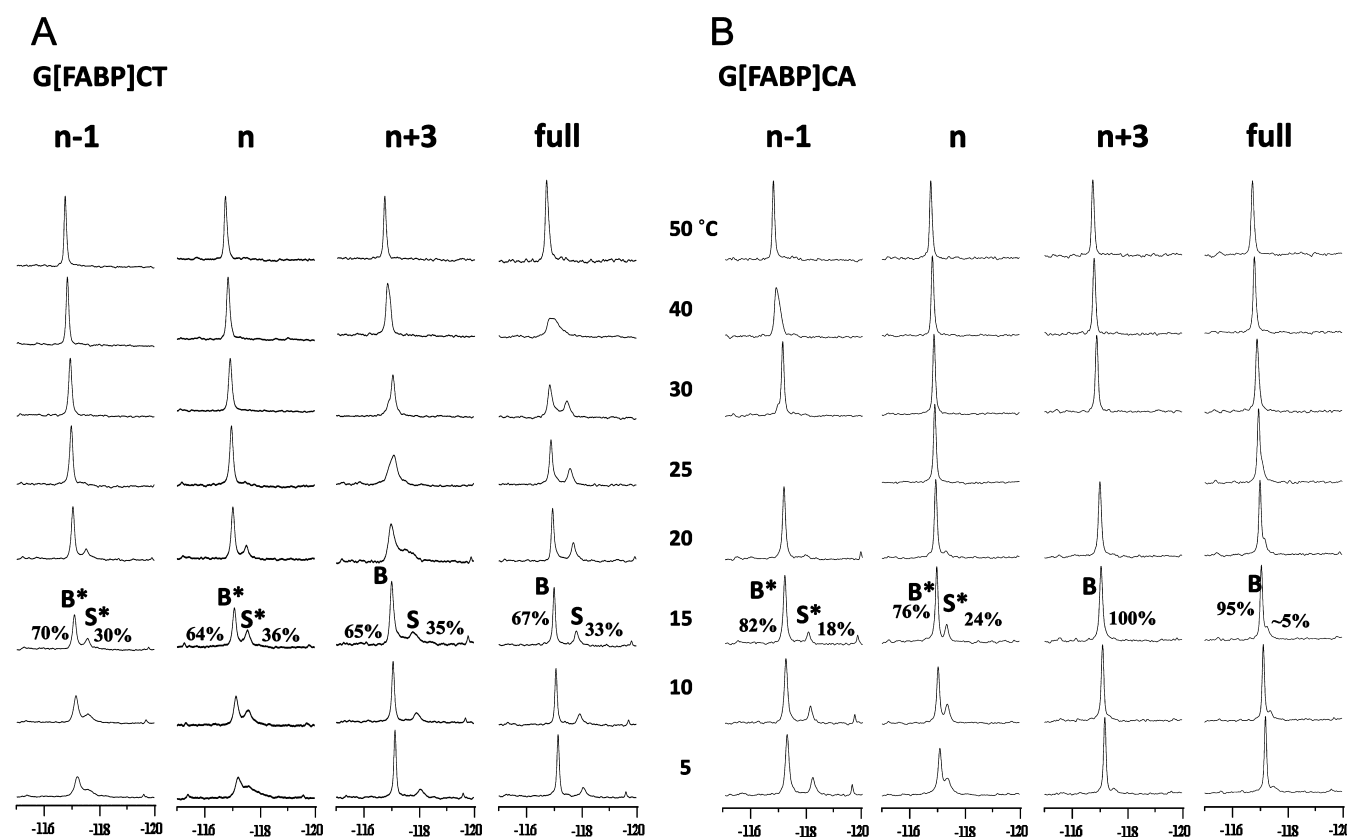 A
B
G[FABP]CT
G[FABP]CA
n-1 n n+3 full
n-1 n n+3 full
50 °C
40
30
25
20
15
10
5
B* S* 70% 30%
B* S* 64% 36%
B S 65% 35%
B S 67% 33%
B* S* 82% 18%
B* S* 76% 24%
B 100%
B 95% ~5%
-116 -118 -120 -116 -118 -120 -116 -118 -120 -116 -118 -120
-116 -118 -120 -116 -118 -120 -116 -118 -120 -116 -118 -120